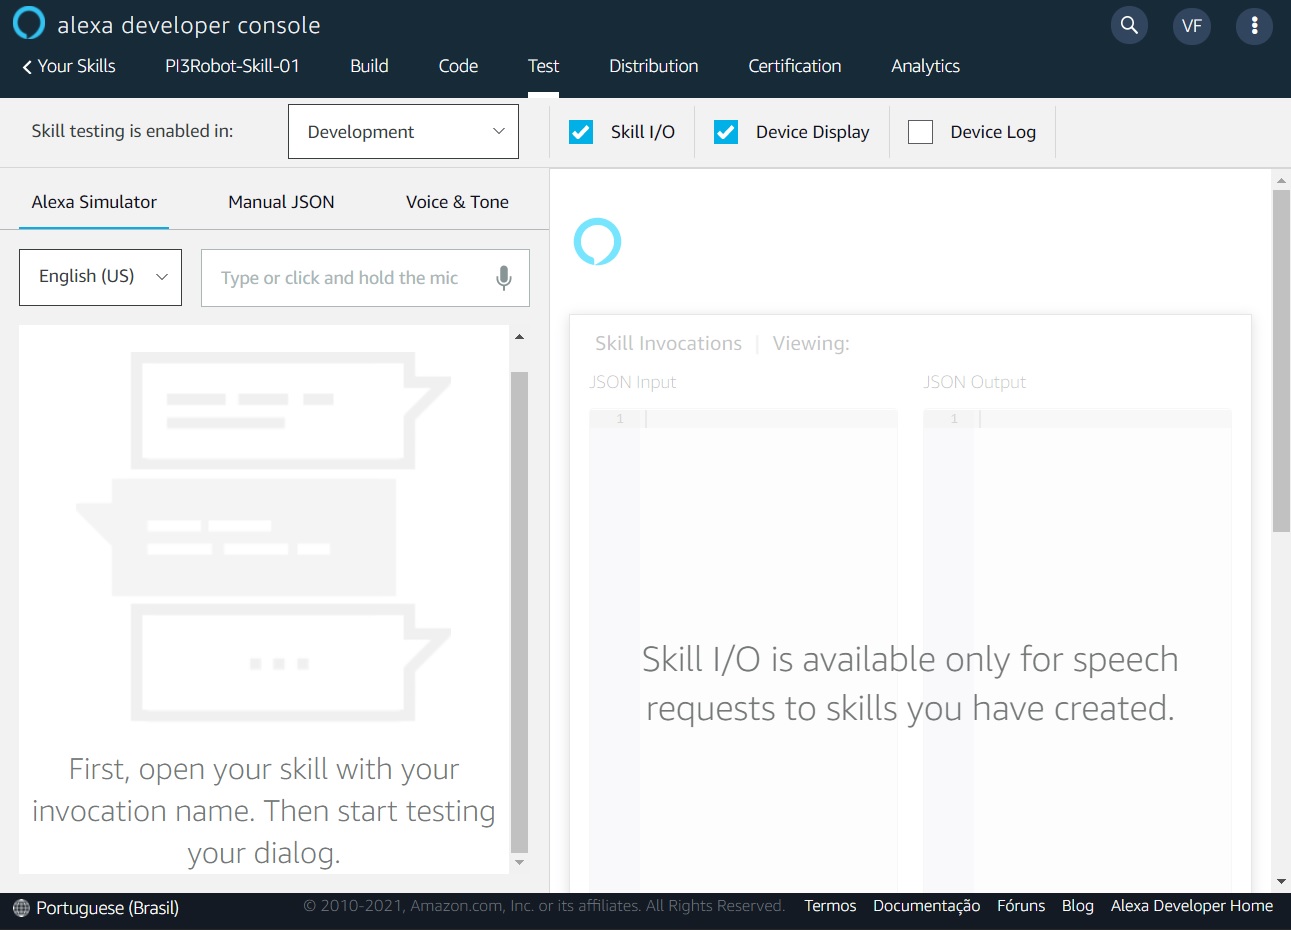 alexa developer console
VF
Your Skills PI3Robot-Skill-01 Build Code Test Distribution Certification Analytics
Skill testing is enabled in: Development Skill I/O Device Display Device Log
Alexa Simulator Manual JSON Voice & Tone
English (US) Type or click and hold the mic
Skill Invocations | Viewing:
JSON Input JSON Output
1 1
Skill I/O is available only for speech
requests to skills you have created.
First, open your skill with your
invocation name. Then start testing
your dialog.
Portuguese (Brasil) © 2010-2021, Amazon.com, Inc. or its affiliates. All Rights Reserved. Termos Documentação Fóruns Blog Alexa Developer Home